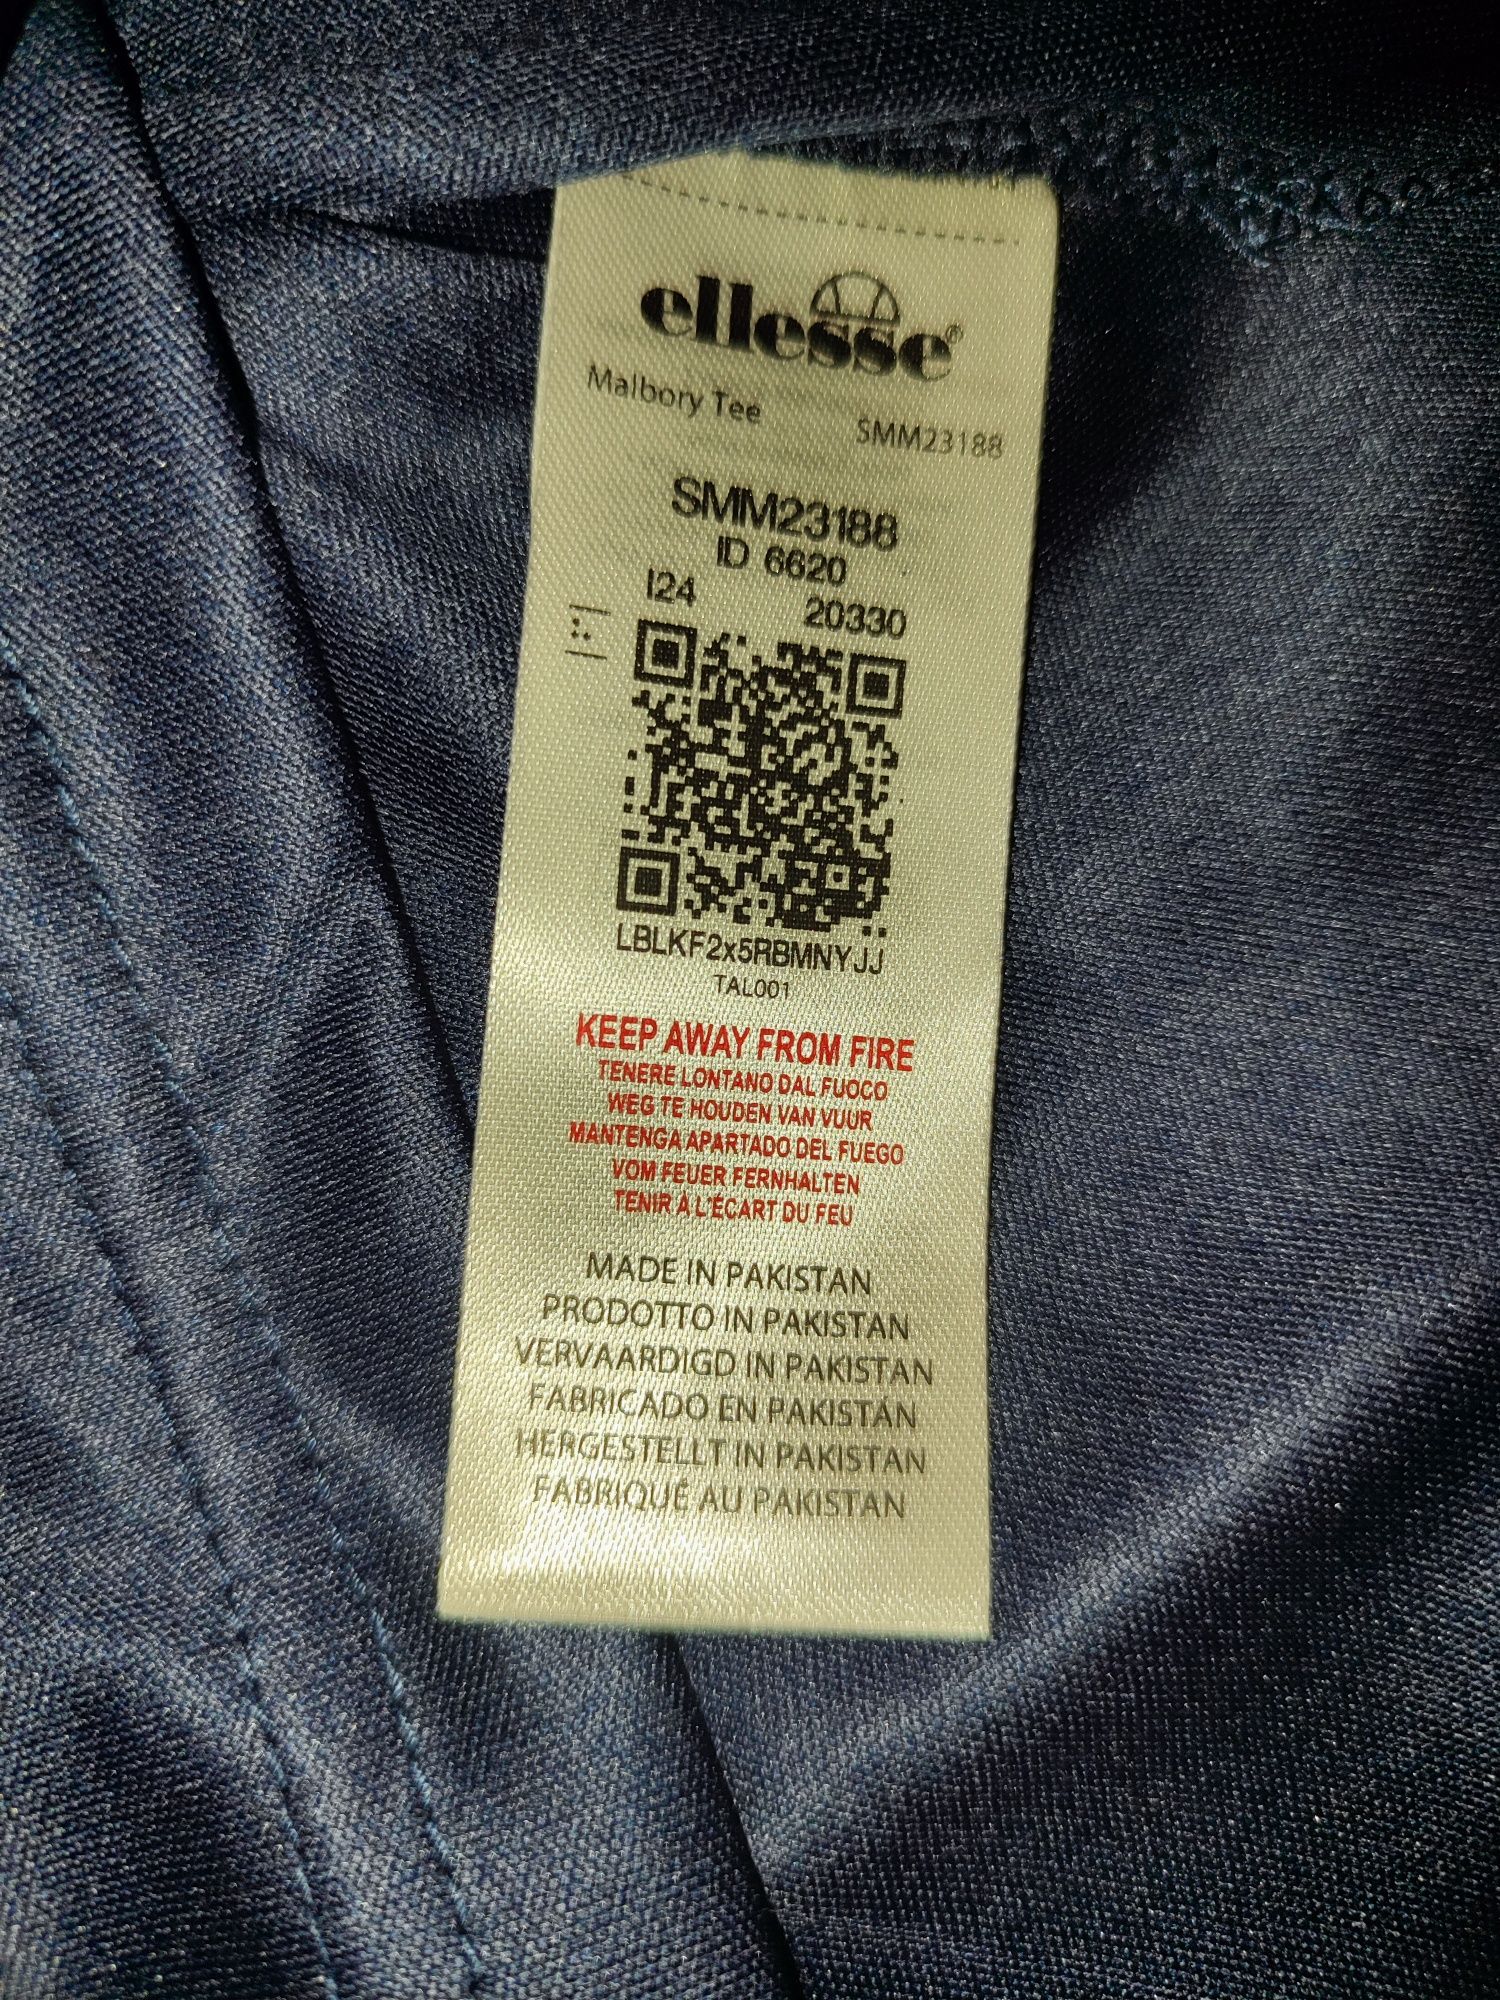 ellesse®
Malbory Tee SMM23188
SMM23188
ID 6620
I24 20330
LBLKF2x5RBMNYJJ
TAL001
KEEP AWAY FROM FIRE
TENERE LONTANO DAL FUOCO
WEG TE HOUDEN VAN VUUR
MANTENGA APARTADO DEL FUEGO
VOM FEUER FERNHALTEN
TENIR À L'ÉCART DU FEU
MADE IN PAKISTAN
PRODOTTO IN PAKISTAN
VERVAARDIGD IN PAKISTAN
FABRICADO EN PAKISTÁN
HERGESTELLT IN PAKISTAN
FABRIQUÉ AU PAKISTAN